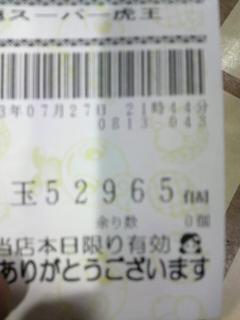 スーパー虎王
3年07月27日 21時44分
0813 043
玉52965個
余り数 0個
当店本日限り有効
ありがとうございます